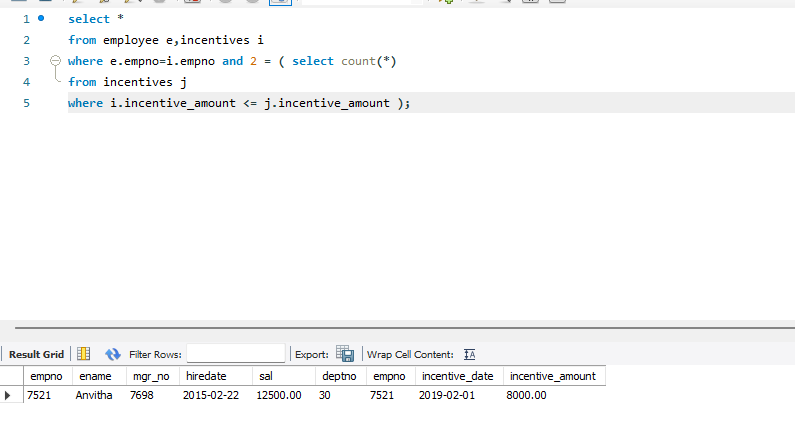 1 select *
2 from employee e,incentives i
3 where e.empno=i.empno and 2 = ( select count(*)
4 from incentives j
5 where i.incentive_amount <= j.incentive_amount );
Result Grid Filter Rows: Export: Wrap Cell Content:
empno ename mgr_no hiredate sal deptno empno incentive_date incentive_amount
7521 Anvitha 7698 2015-02-22 12500.00 30 7521 2019-02-01 8000.00